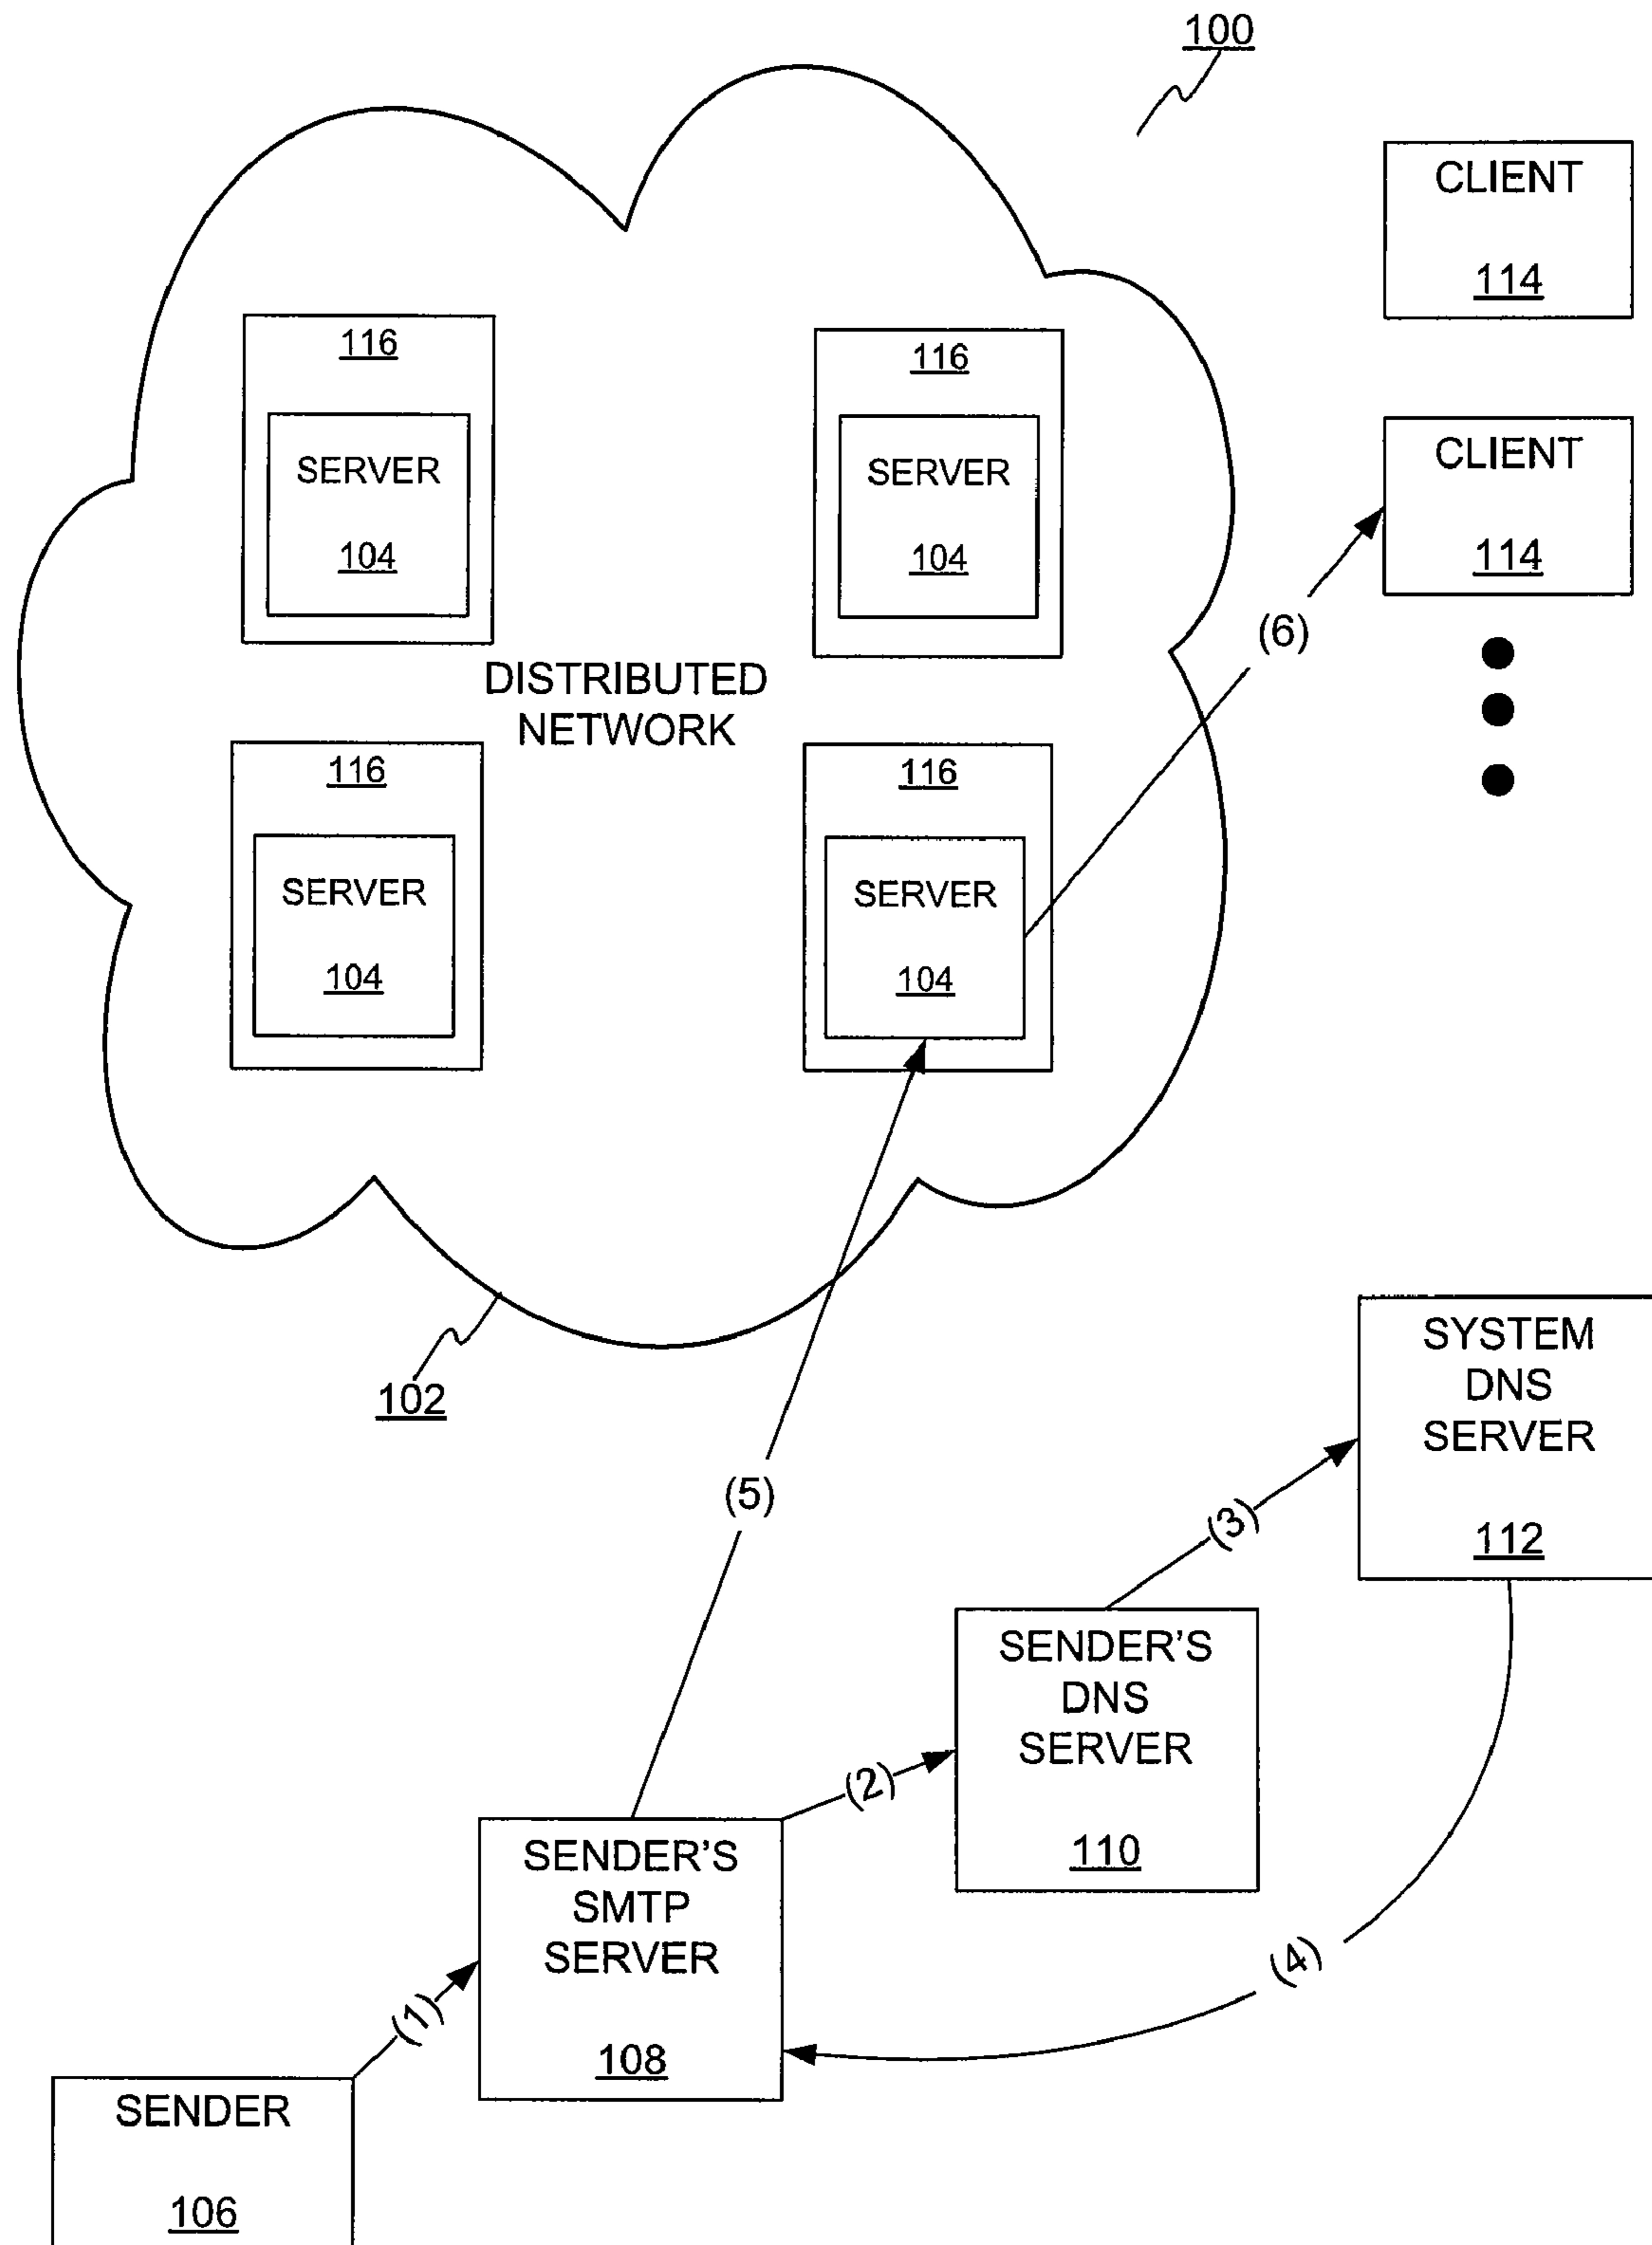 100
CLIENT
114
116
SERVER
104
116
SERVER
104
CLIENT
114
(6)
DISTRIBUTED
NETWORK
116
SERVER
104
116
SERVER
104
102
(5)
SYSTEM
DNS
SERVER
112
(3)
SENDER'S
DNS
SERVER
110
(2)
SENDER'S
SMTP
SERVER
108
(4)
(1)
SENDER
106